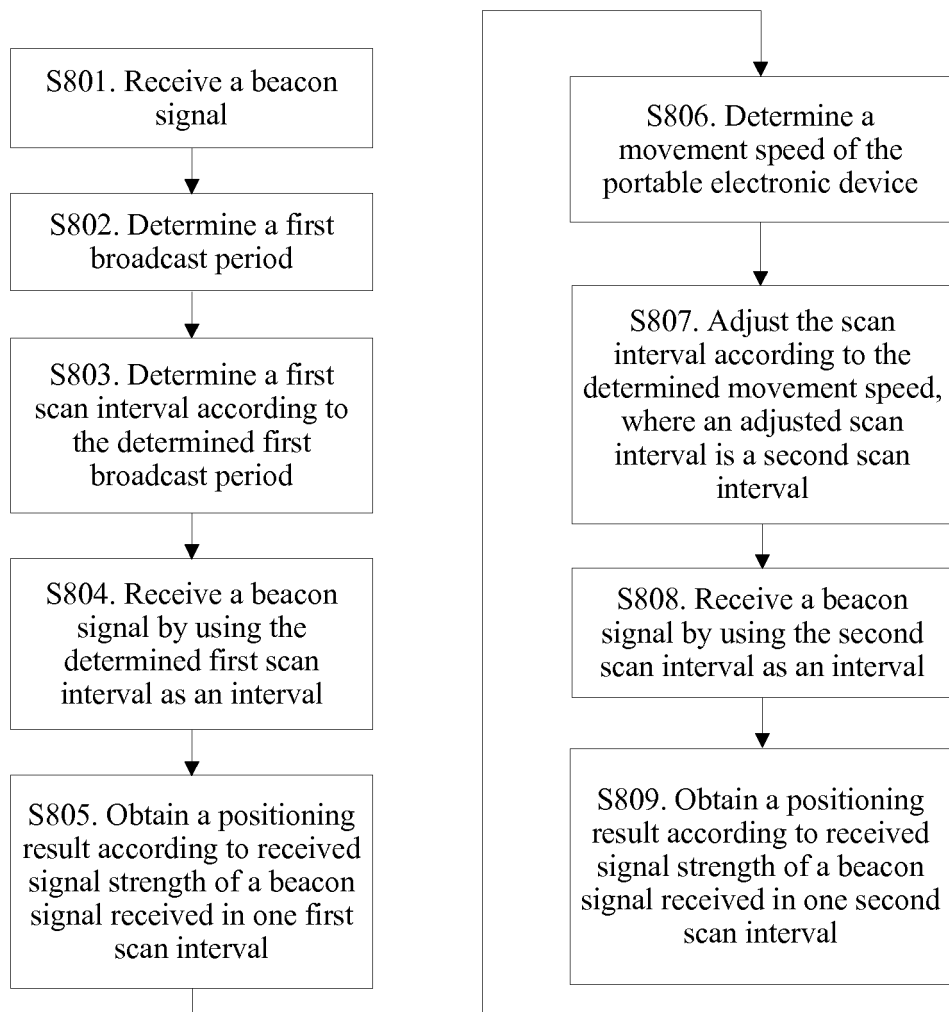 S801. Receive a beacon
signal
S802. Determine a first
broadcast period
S803. Determine a first
scan interval according to
the determined first
broadcast period
S804. Receive a beacon
signal by using the
determined first scan
interval as an interval
S805. Obtain a positioning
result according to received
signal strength of a beacon
signal received in one first
scan interval
S806. Determine a
movement speed of the
portable electronic device
S807. Adjust the scan
interval according to the
determined movement speed,
where an adjusted scan
interval is a second scan
interval
S808. Receive a beacon
signal by using the second
scan interval as an interval
S809. Obtain a positioning
result according to received
signal strength of a beacon
signal received in one second
scan interval